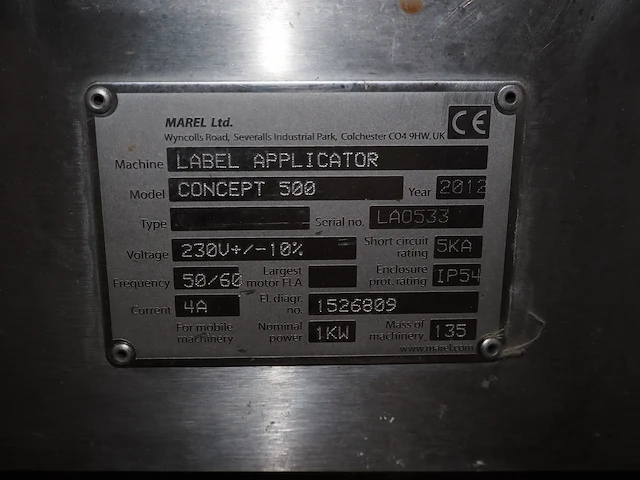 MAREL Ltd.
Wyncolls Road, Severalls Industrial Park, Colchester CO4 9HW. UK
CE
Machine LABEL APPLICATOR
Model CONCEPT 500 Year 2012
Type Serial no. LA0533
Voltage 230V+/-10% Short circuit rating 5KA
Frequency 50/60 Largest motor FLA Enclosure prot. rating IP54
Current 4A El.diagr. no. 1526809
For mobile machinery Nominal power 1KW Mass of machinery 135
www.marel.com